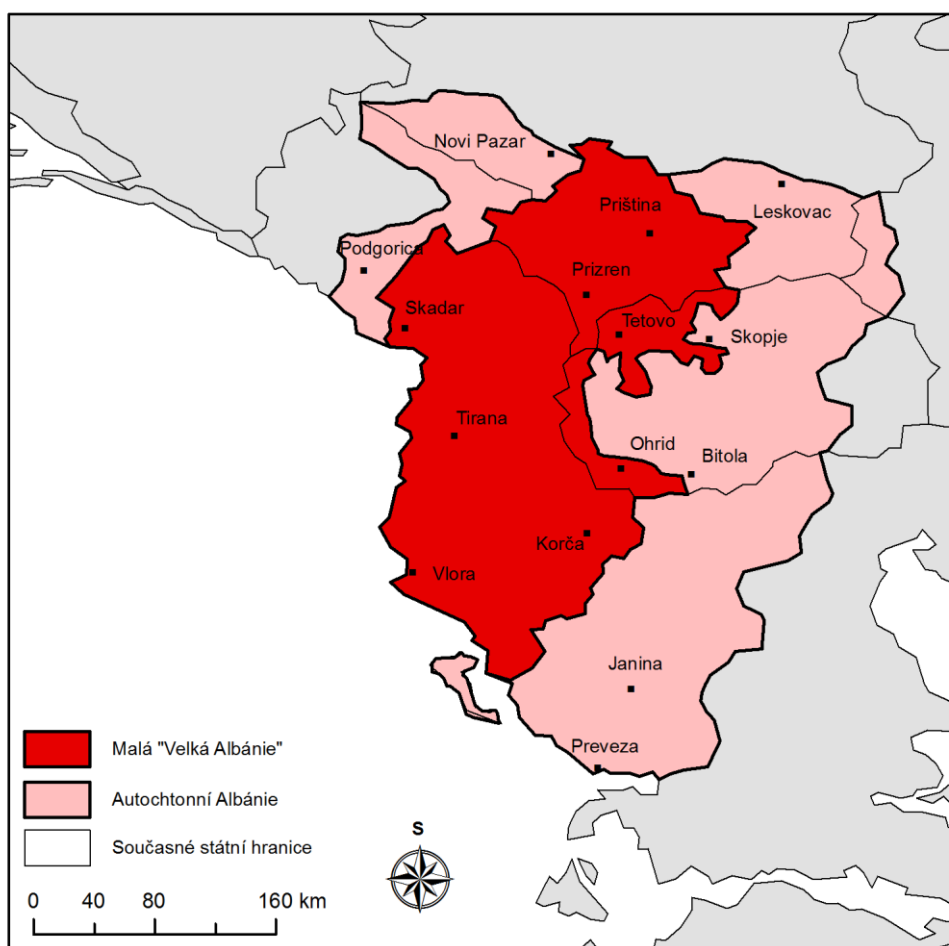 Novi Pazar
Leskovac
Priština
Podgorica
Prizren
Skadar
Tetovo
Skopje
Tirana
Ohrid
Bitola
Korča
Vlora
Janina
Preveza
Malá "Velká Albánie"
Autochtonní Albánie
Současné státní hranice
S
0 40 80 160 km